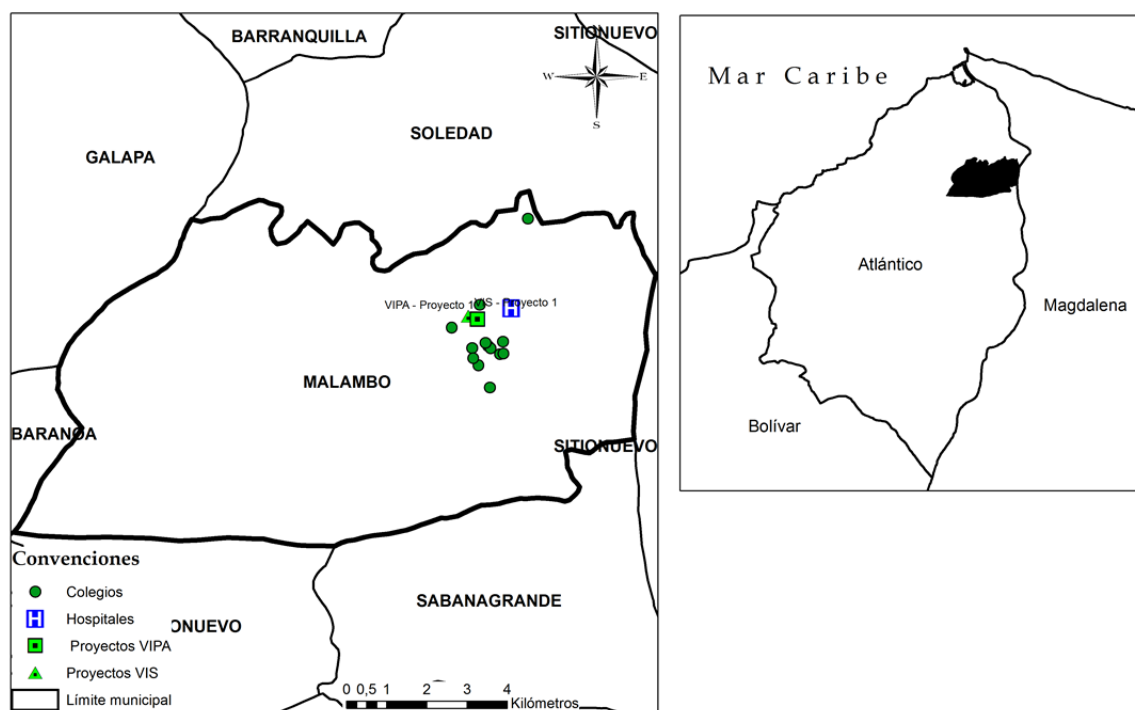 BARRANQUILLA
SITIONUEVO
W E
S
SOLEDAD
GALAPA
VIPA - Proyecto 1
VIS - Proyecto 1
H
MALAMBO
BARANOA
SITIONUEVO
SABANAGRANDE
ONUEVO
Convenciones
Colegios
H Hospitales
Proyectos VIPA
Proyectos VIS
Límite municipal
0 0,5 1 2 3 4
Kilómetros
Mar Caribe
Atlántico
Magdalena
Bolívar